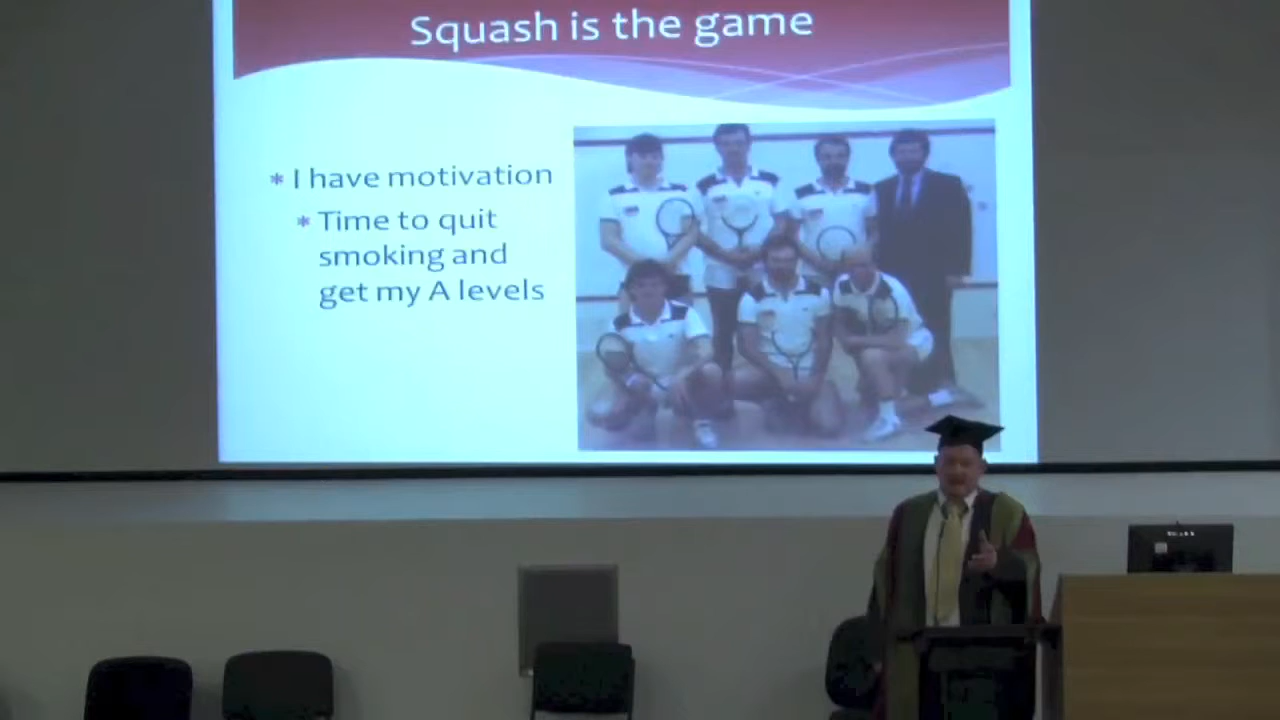 Squash is the game
* I have motivation
* Time to quit
smoking and
get my A levels